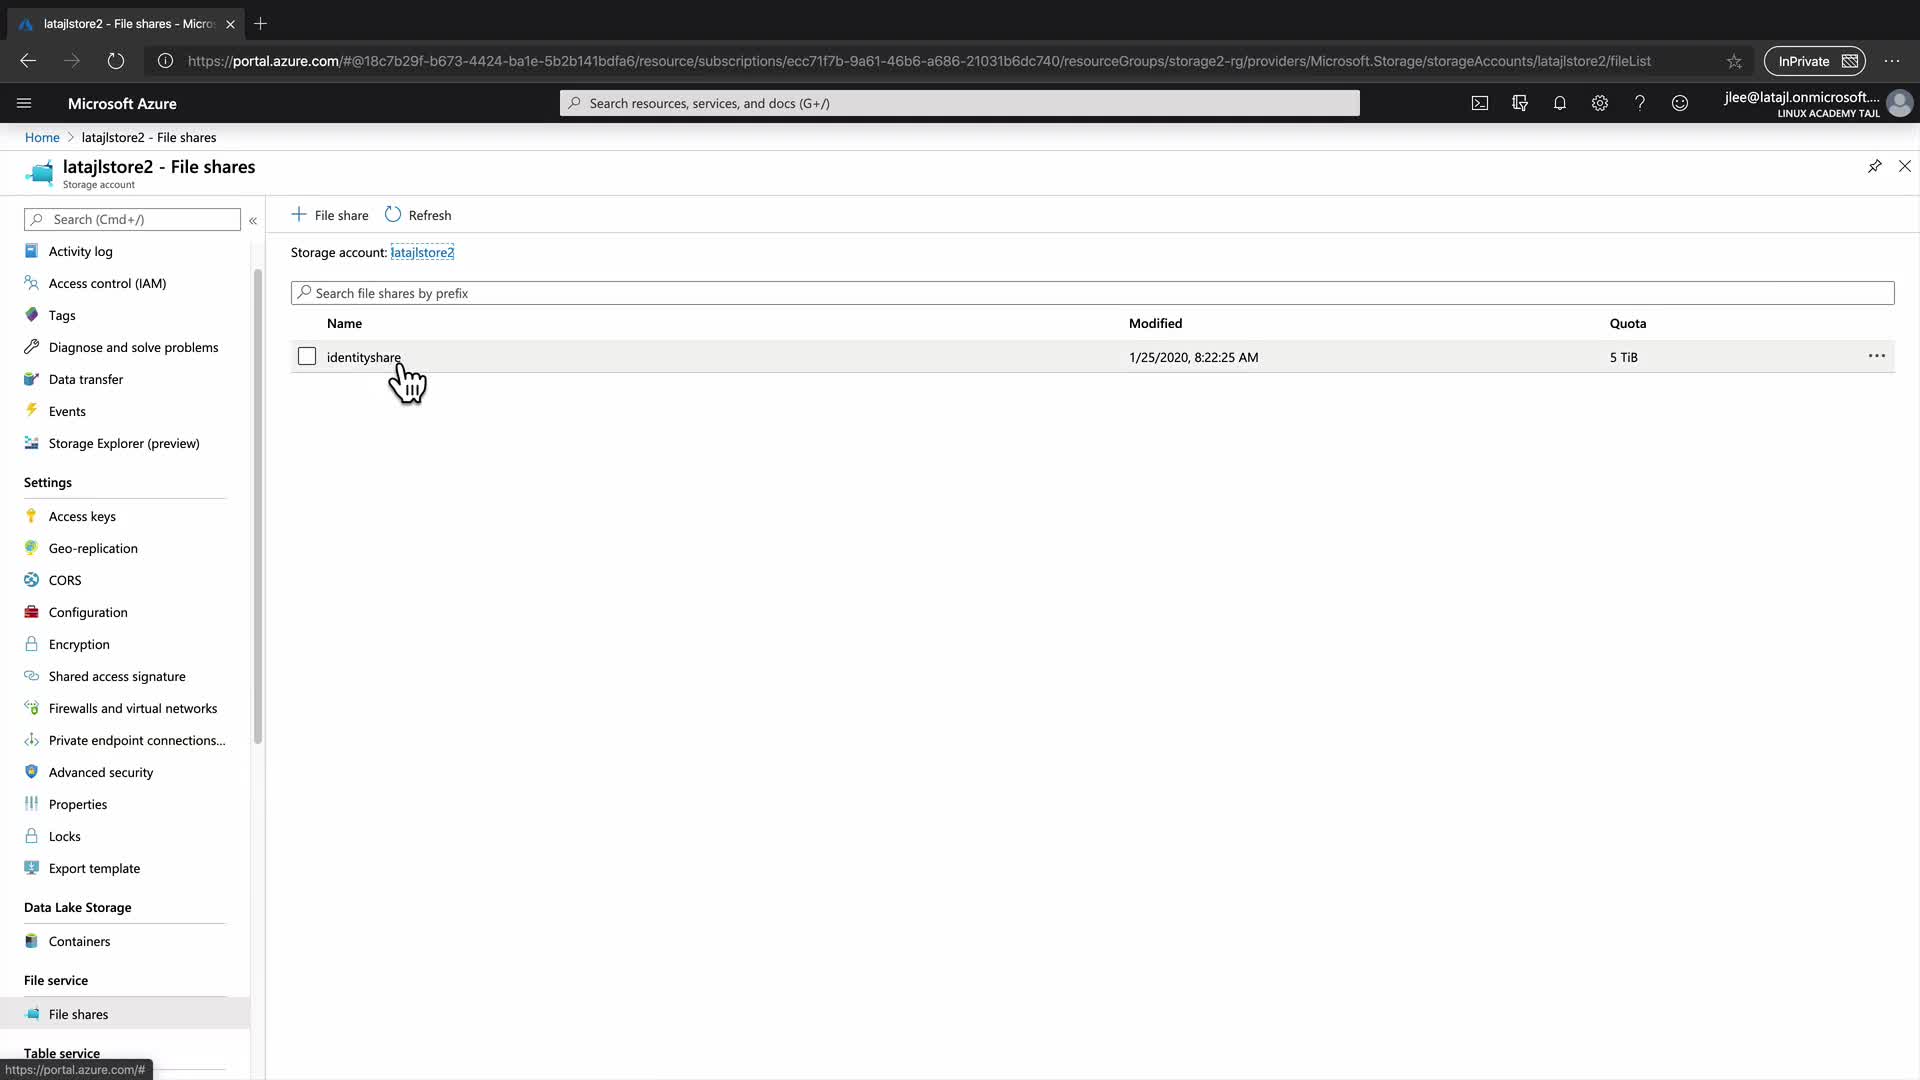 latajlstore2 - File shares - Micro
https://portal.azure.com/#@18c7b29f-b673-4424-ba1e-5b2b141bdfa6/resource/subscriptions/ecc71f7b-9a61-46b6-a686-21031b6dc740/resourceGroups/storage2-rg/providers/Microsoft.Storage/storageAccounts/latajlstore2/fileList
InPrivate
Microsoft Azure
Search resources, services, and docs (G+/)
jlee@latajl.onmicrosoft....
LINUX ACADEMY TAJL
Home > latajlstore2 - File shares
latajlstore2 - File shares
Storage account
Search (Cmd+/)
«
Activity log
Access control (IAM)
Tags
Diagnose and solve problems
Data transfer
Events
Storage Explorer (preview)
Settings
Access keys
Geo-replication
CORS
Configuration
Encryption
Shared access signature
Firewalls and virtual networks
Private endpoint connections...
Advanced security
Properties
Locks
Export template
Data Lake Storage
Containers
File service
File shares
Table service
https://portal.azure.com/#
File share
Refresh
Storage account: latajlstore2
Search file shares by prefix
Name Modified Quota
identityshare 1/25/2020, 8:22:25 AM 5 TiB